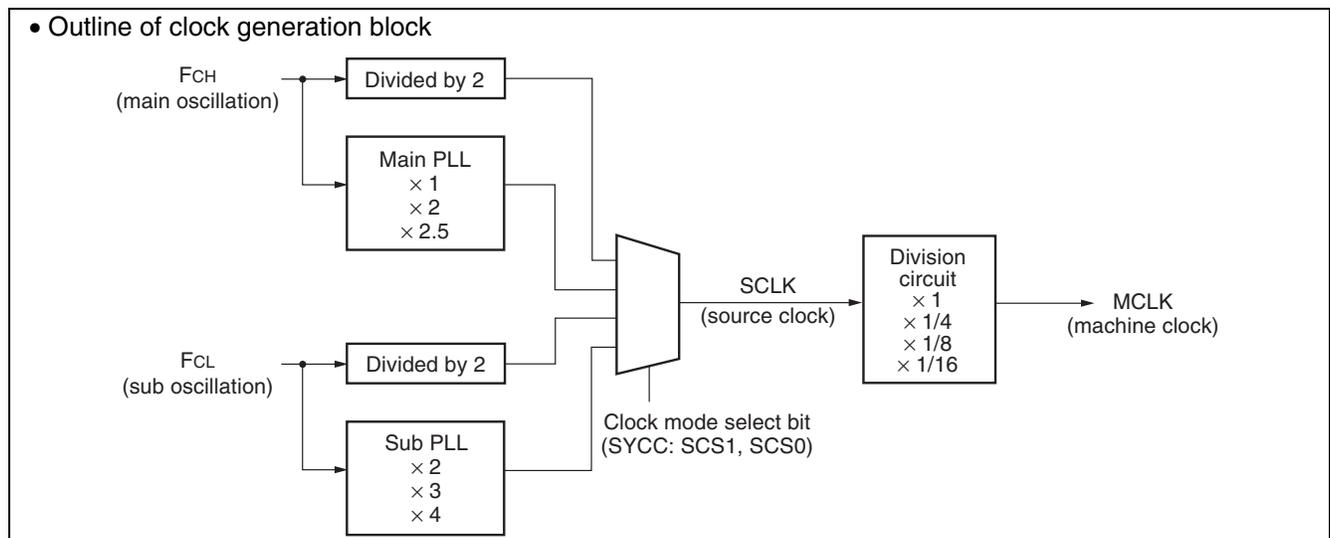 • Outline of clock generation block
FCH
(main oscillation)
Divided by 2
Main PLL
× 1
× 2
× 2.5
FCL
(sub oscillation)
Divided by 2
Sub PLL
× 2
× 3
× 4
Clock mode select bit
(SYCC: SCS1, SCS0)
SCLK
(source clock)
Division
circuit
× 1
× 1/4
× 1/8
× 1/16
MCLK
(machine clock)